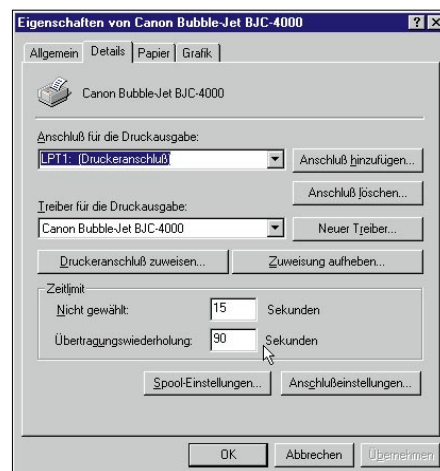 Eigenschaften von Canon Bubble-Jet BJC-4000
Allgemein Details Papier Grafik
Canon Bubble-Jet BJC-4000
Anschluß für die Druckausgabe:
LPT1: (Druckeranschluß)
Anschluß hinzufügen...
Anschluß löschen...
Treiber für die Druckausgabe:
Canon Bubble-Jet BJC-4000
Neuer Treiber...
Druckeranschluß zuweisen...
Zuweisung aufheben...
Zeitlimit
Nicht gewählt: 15 Sekunden
Übertragungswiederholung: 90 Sekunden
Spool-Einstellungen...
Anschlußeinstellungen...
OK Abbrechen Übernehmen